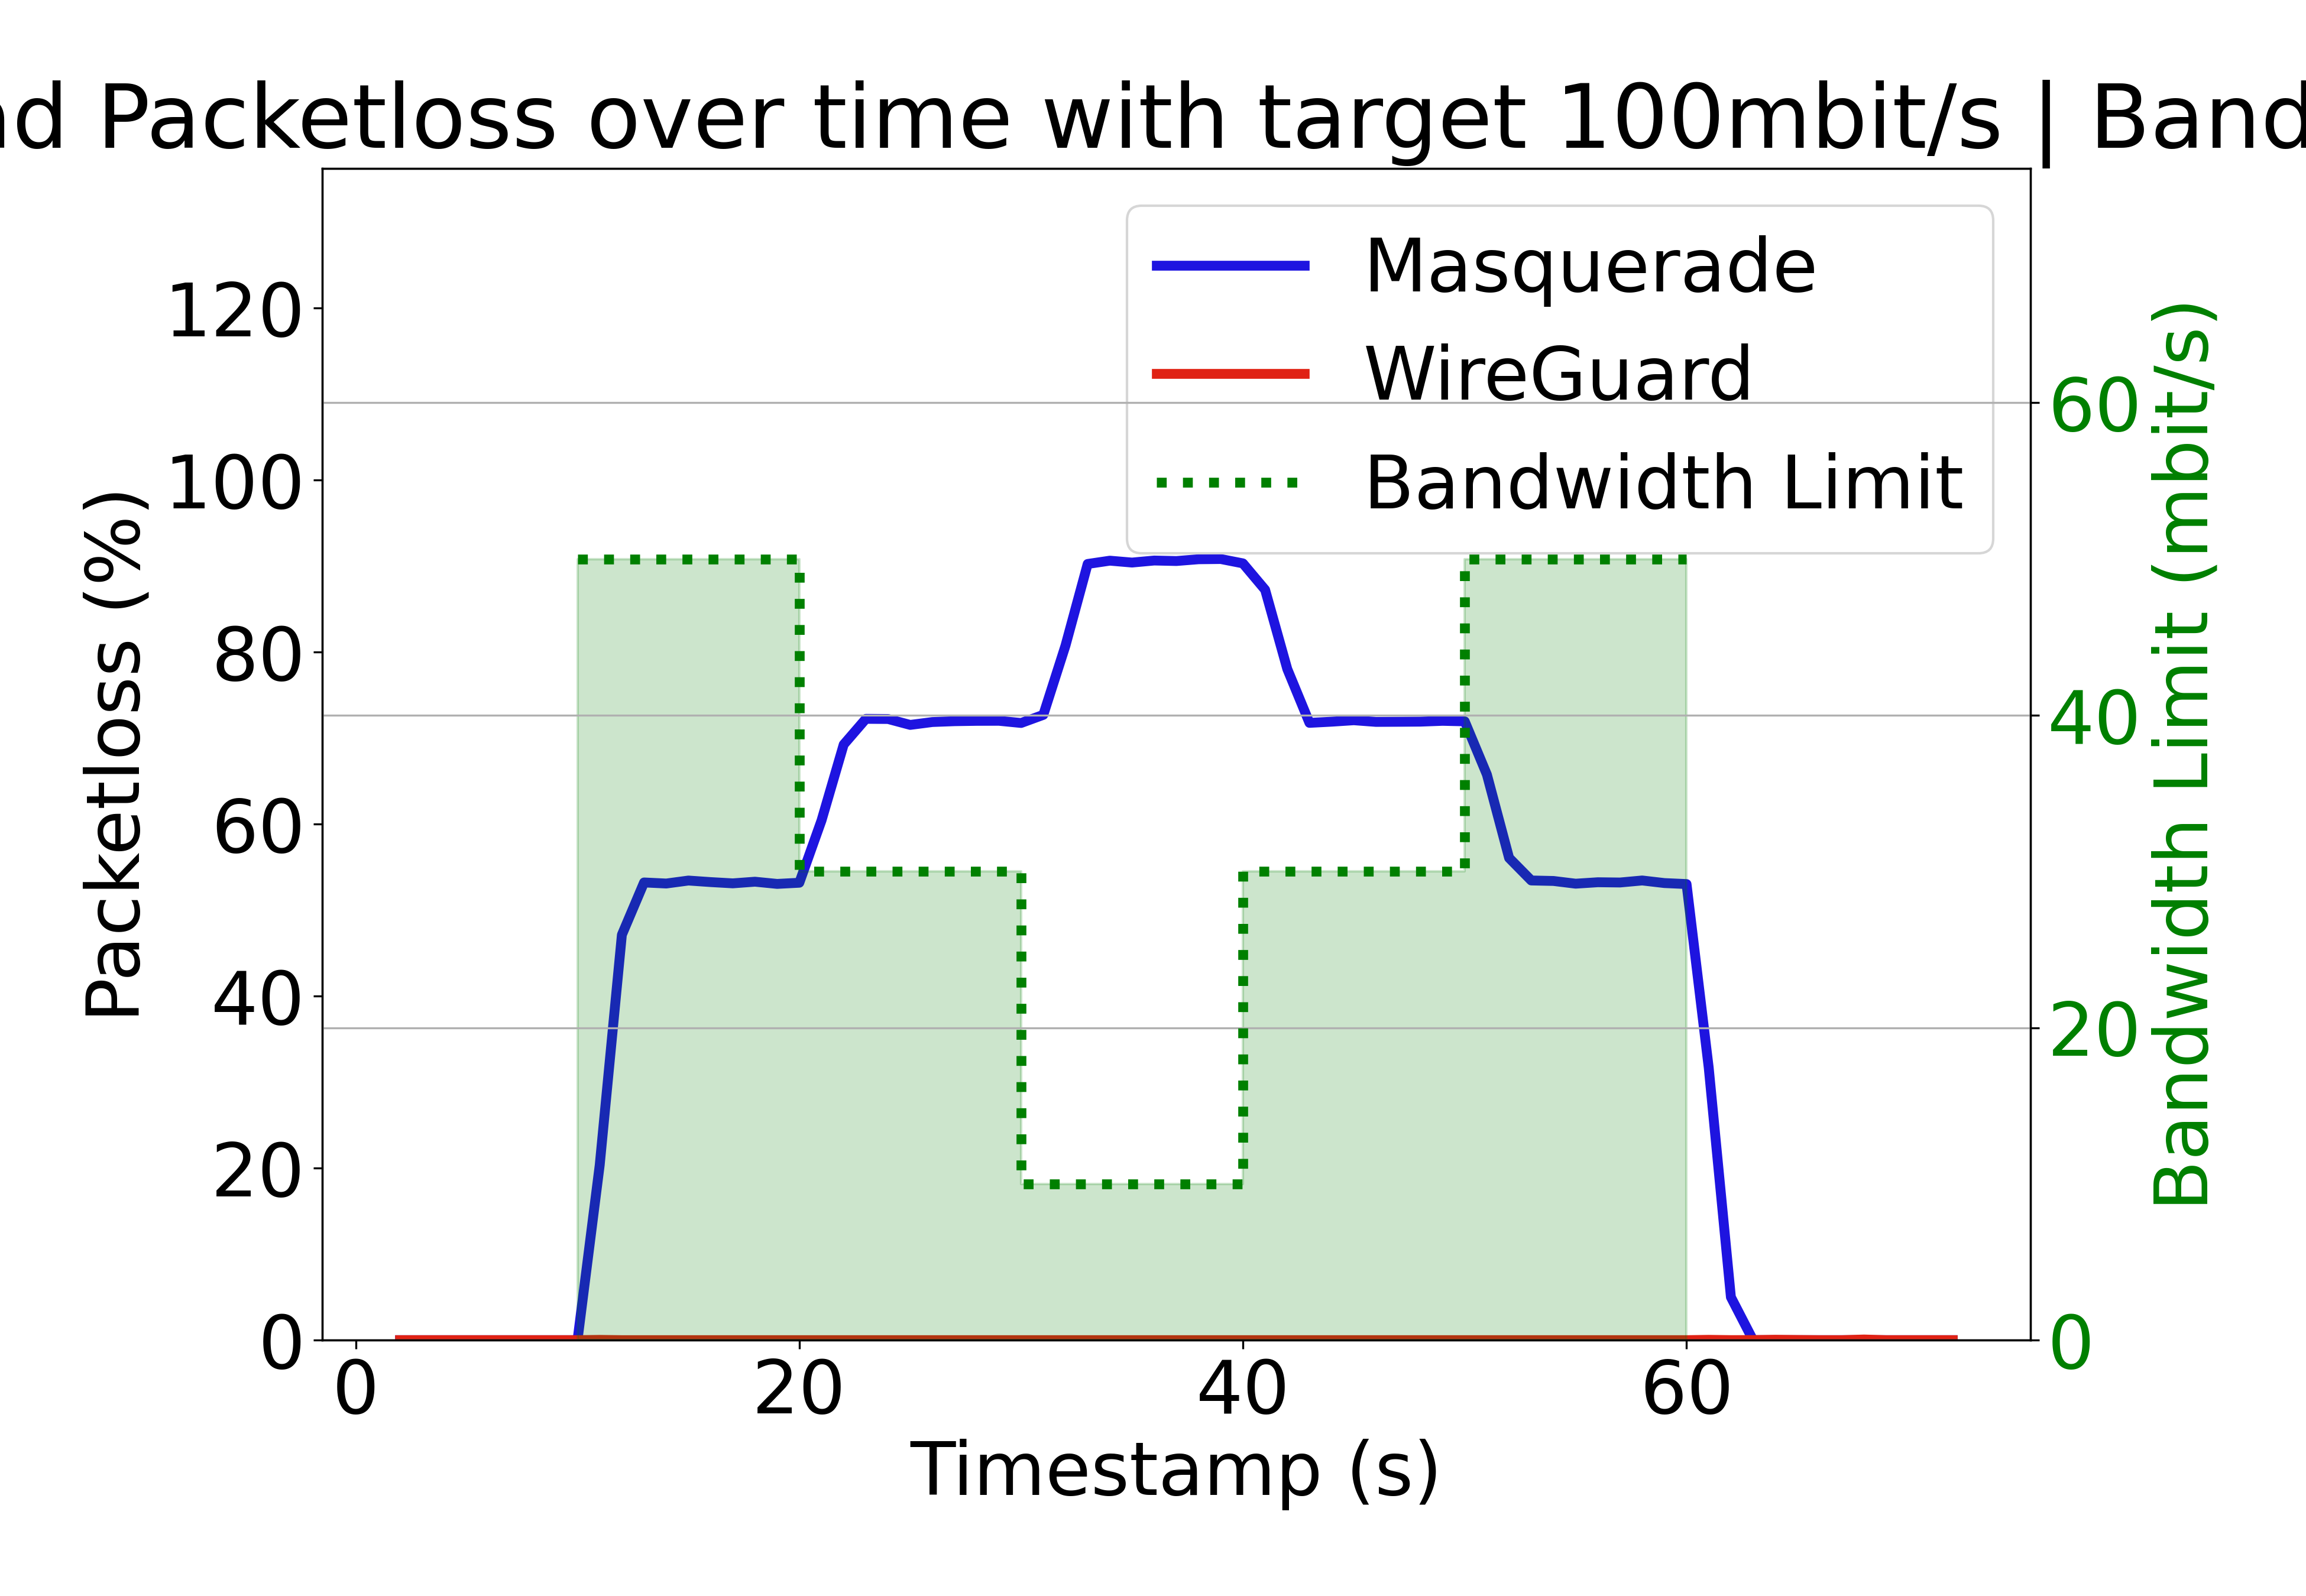 nd Packetloss over time with target 100mbit/s | Band
Masquerade
WireGuard
Bandwidth Limit
Packetloss (%)
120
100
80
60
40
20
0
60
40
20
0
Bandwidth Limit (mbit/s)
0
20
40
60
Timestamp (s)